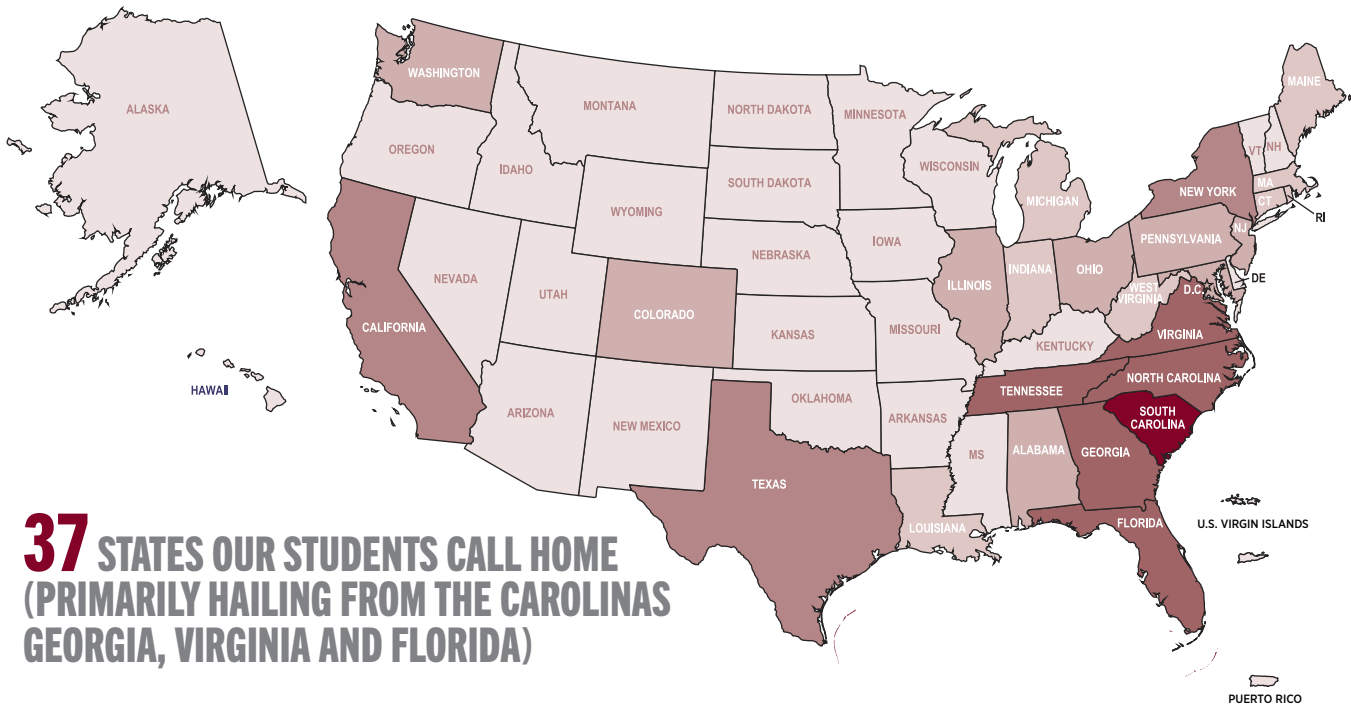 ALASKA
WASHINGTON
MONTANA
NORTH DAKOTA
MINNESOTA
MAINE
OREGON
IDAHO
WISCONSIN
VT
NH
SOUTH DAKOTA
MICHIGAN
NEW YORK
MA
CT
RI
WYOMING
IOWA
PENNSYLVANIA
NJ
NEBRASKA
NEVADA
UTAH
ILLINOIS
INDIANA
OHIO
DE
WEST
VIRGINIA
D.C.
COLORADO
CALIFORNIA
KANSAS
MISSOURI
VIRGINIA
KENTUCKY
HAWAII
NORTH CAROLINA
TENNESSEE
ARIZONA
NEW MEXICO
OKLAHOMA
ARKANSAS
SOUTH
CAROLINA
MS
ALABAMA
GEORGIA
TEXAS
LOUISIANA
FLORIDA
U.S. VIRGIN ISLANDS
37 STATES OUR STUDENTS CALL HOME
(PRIMARILY HAILING FROM THE CAROLINAS
GEORGIA, VIRGINIA AND FLORIDA)
PUERTO RICO